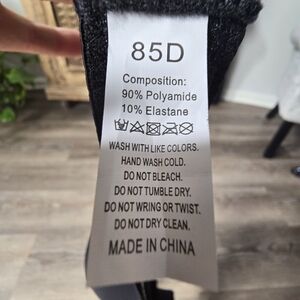 85D
Composition:
90% Polyamide
10% Elastane
WASH WITH LIKE COLORS.
HAND WASH COLD.
DO NOT BLEACH.
DO NOT TUMBLE DRY.
DO NOT WRING OR TWIST.
DO NOT DRY CLEAN.
MADE IN CHINA